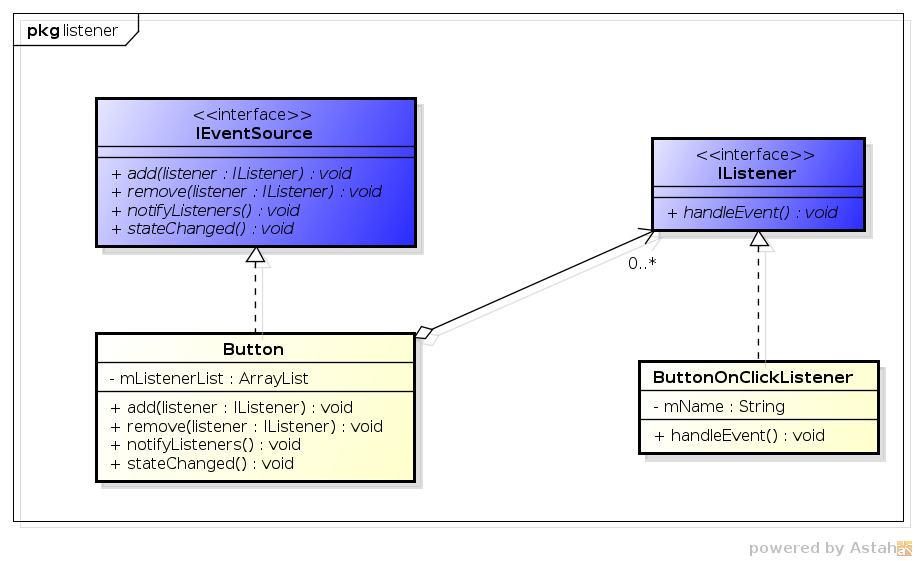 pkg listener
<<interface>>
IEventSource
+ add(listener : IListener) : void
+ remove(listener : IListener) : void
+ notifyListeners() : void
+ stateChanged() : void
<<interface>>
IListener
+ handleEvent() : void
0..*
Button
- mListenerList : ArrayList
+ add(listener : IListener) : void
+ remove(listener : IListener) : void
+ notifyListeners() : void
+ stateChanged() : void
ButtonOnClickListener
- mName : String
+ handleEvent() : void
powered by Astah